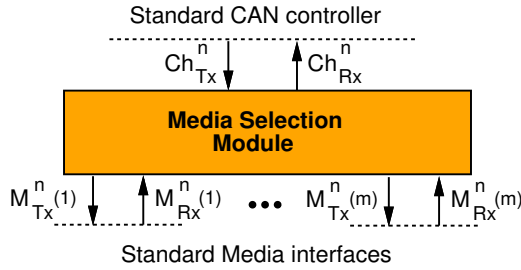 Standard CAN controller
Ch^n_Tx Ch^n_Rx
Media Selection
Module
M^n_Tx(1) M^n_Rx(1) ••• M^n_Tx(m) M^n_Rx(m)
Standard Media interfaces